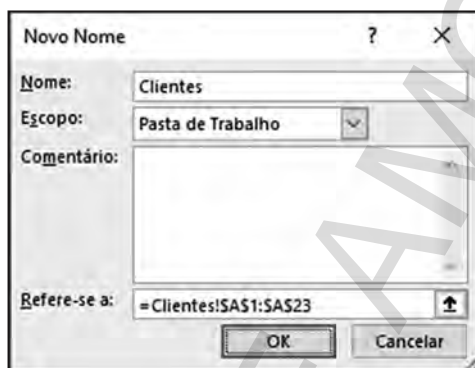 Novo Nome ? ×
Nome: Clientes
Escopo: Pasta de Trabalho
Comentário:
Refere-se a: =Clientes!$A$1:$A$23
OK Cancelar